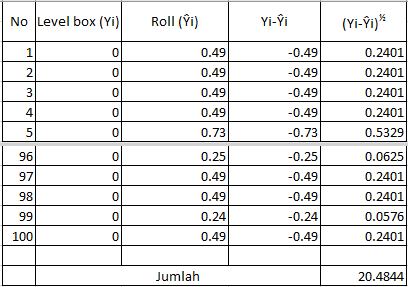 No Level box (Yi) Roll (Ŷi) Yi-Ŷi (Yi-Ŷi)^½
1 0 0.49 -0.49 0.2401
2 0 0.49 -0.49 0.2401
3 0 0.49 -0.49 0.2401
4 0 0.49 -0.49 0.2401
5 0 0.73 -0.73 0.5329
96 0 0.25 -0.25 0.0625
97 0 0.49 -0.49 0.2401
98 0 0.49 -0.49 0.2401
99 0 0.24 -0.24 0.0576
100 0 0.49 -0.49 0.2401
Jumlah 20.4844